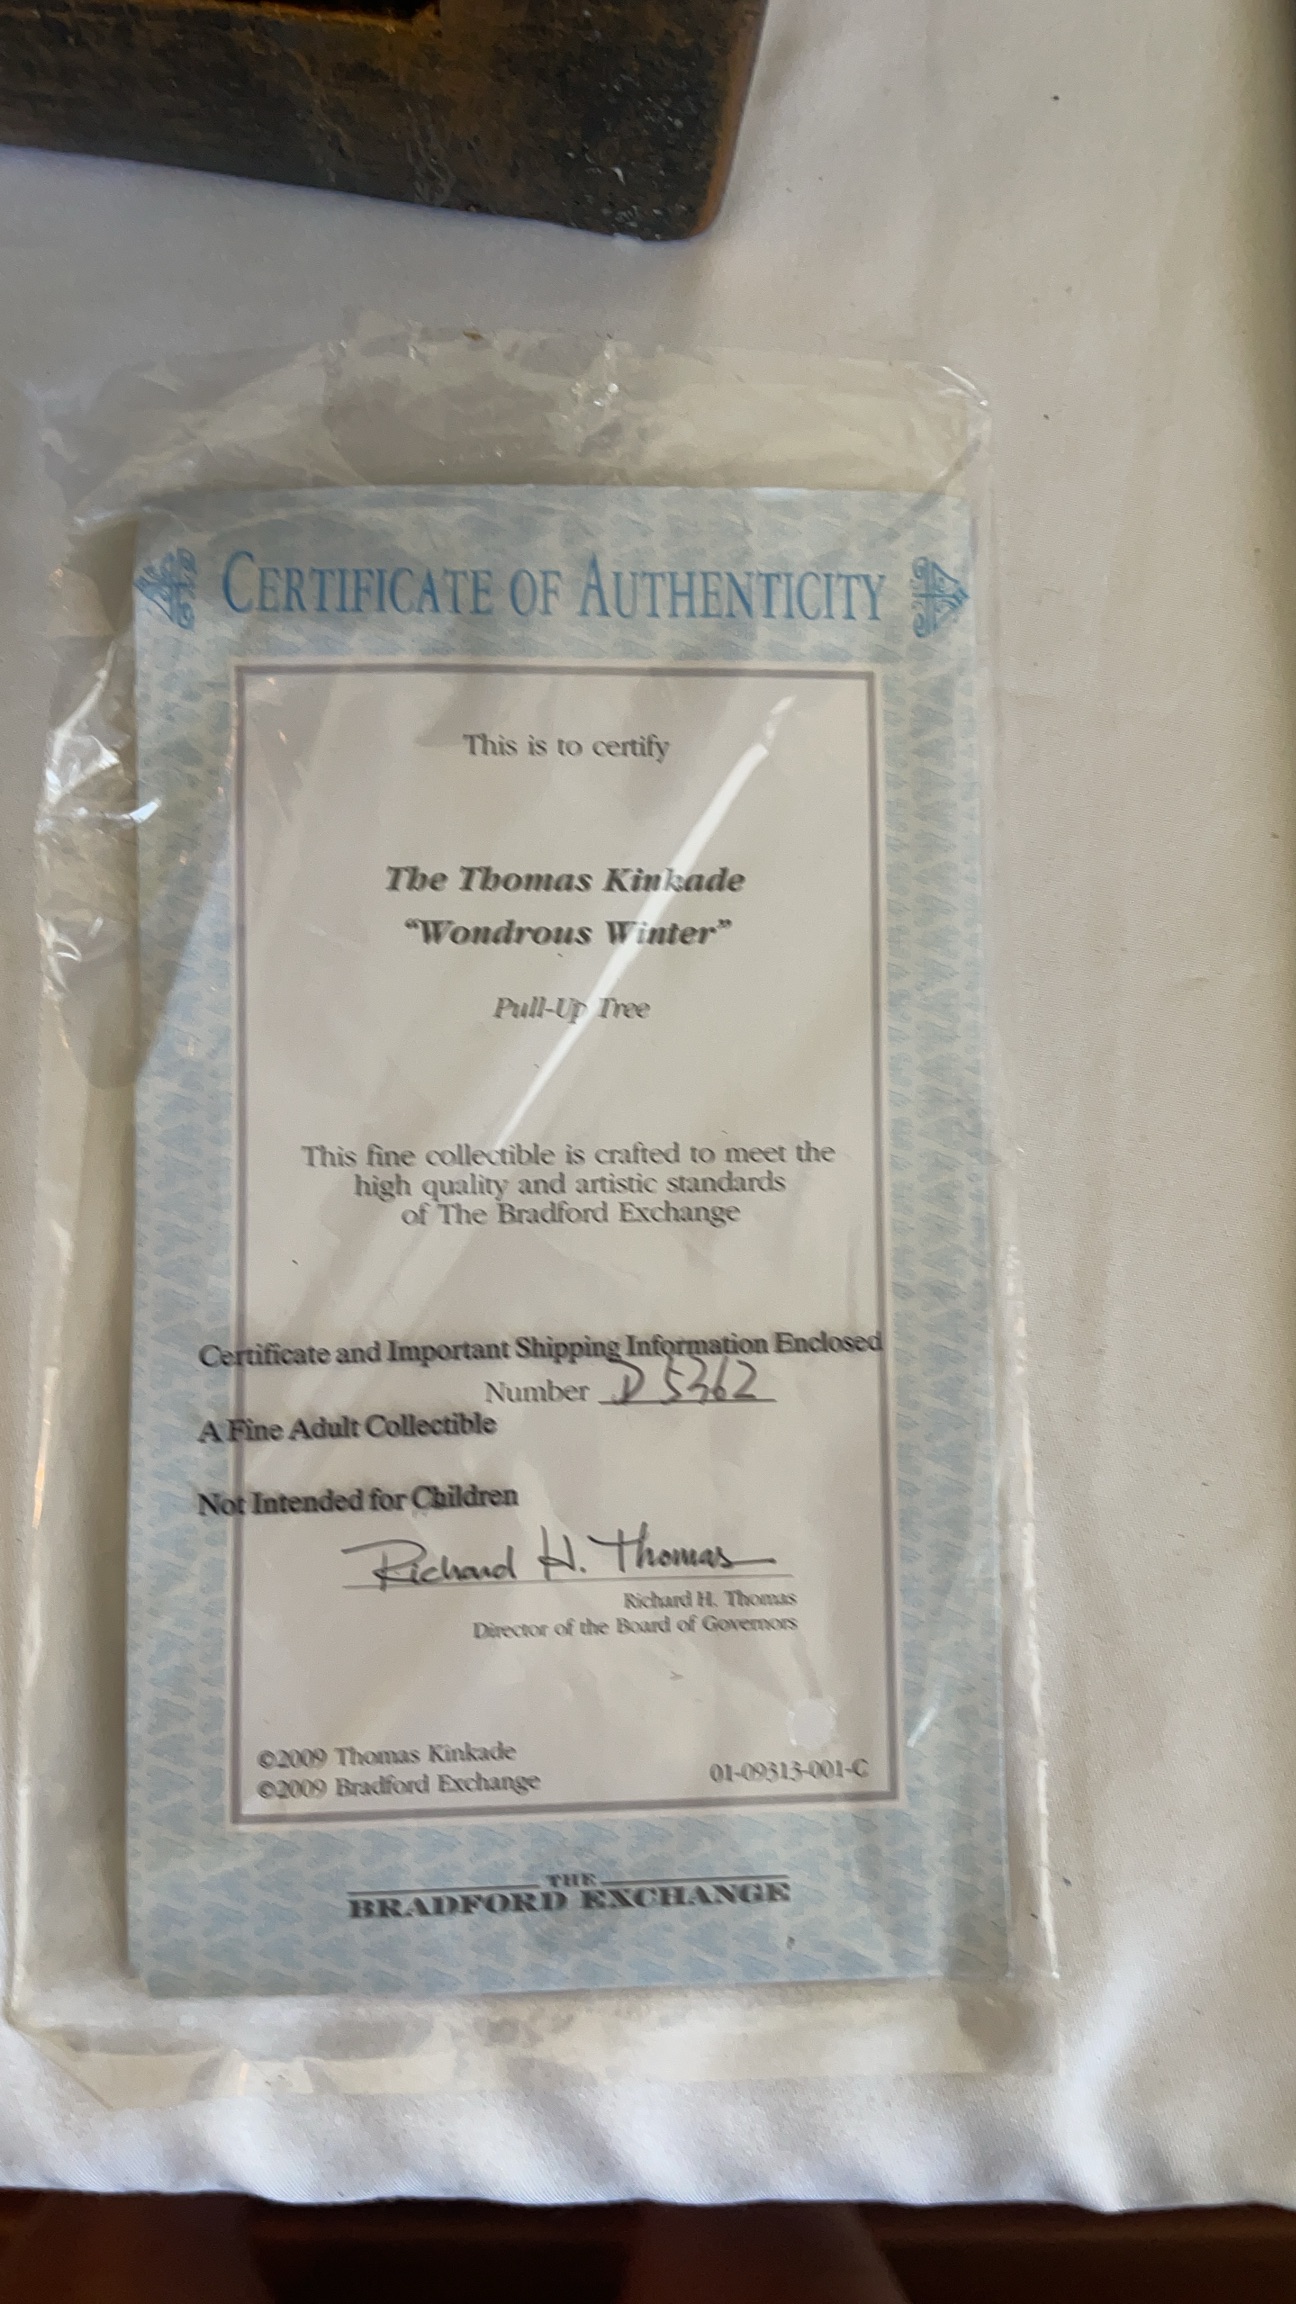 CERTIFICATE OF AUTHENTICITY
This is to certify
The Thomas Kinkade
“Wondrous Winter”
Pull-Up Tree
This fine collectible is crafted to meet the
high quality and artistic standards
of The Bradford Exchange
Certificate and Important Shipping Information Enclosed
Number D5362
A Fine Adult Collectible
Not Intended for Children
Richard H. Thomas
Richard H. Thomas
Director of the Board of Governors
©2009 Thomas Kinkade
©2009 Bradford Exchange
01-09313-001-C
THE
BRADFORD EXCHANGE